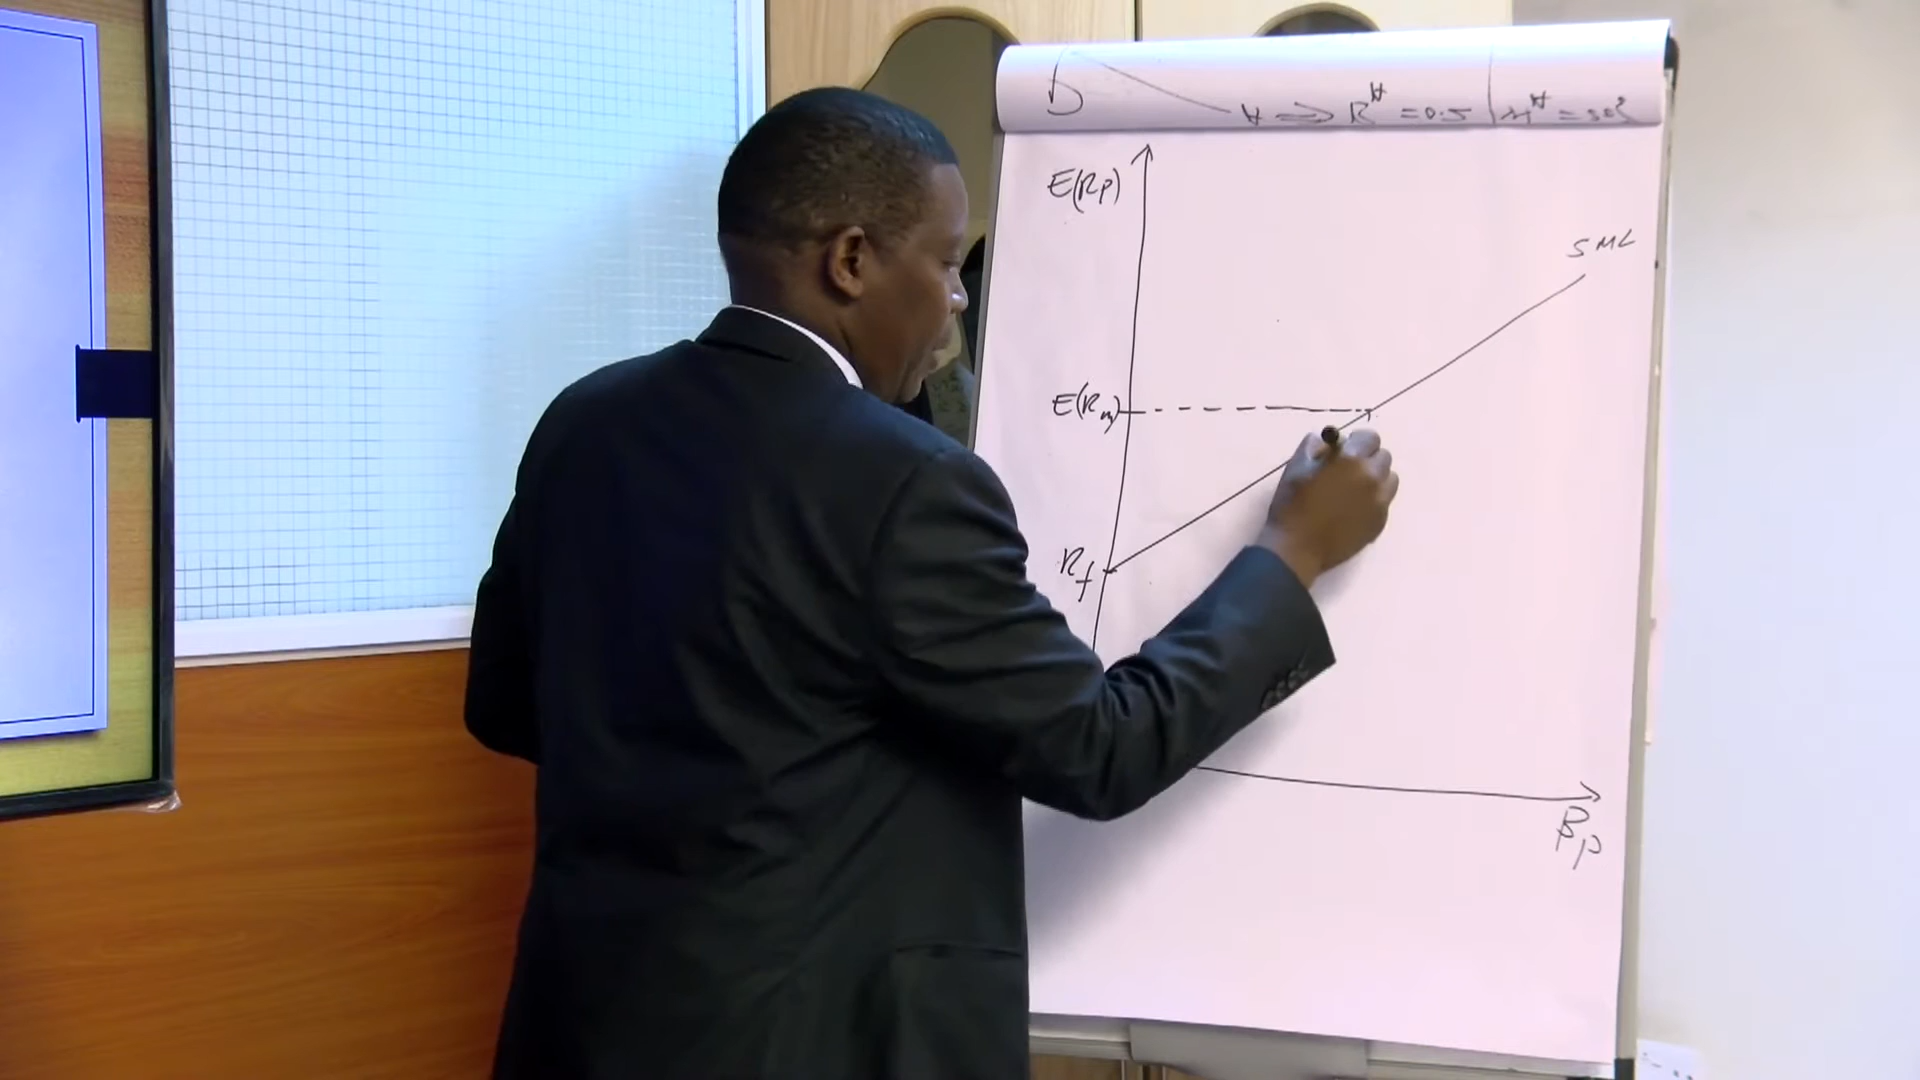 E(Rp)
SML
E(Rm)
Rf
βp